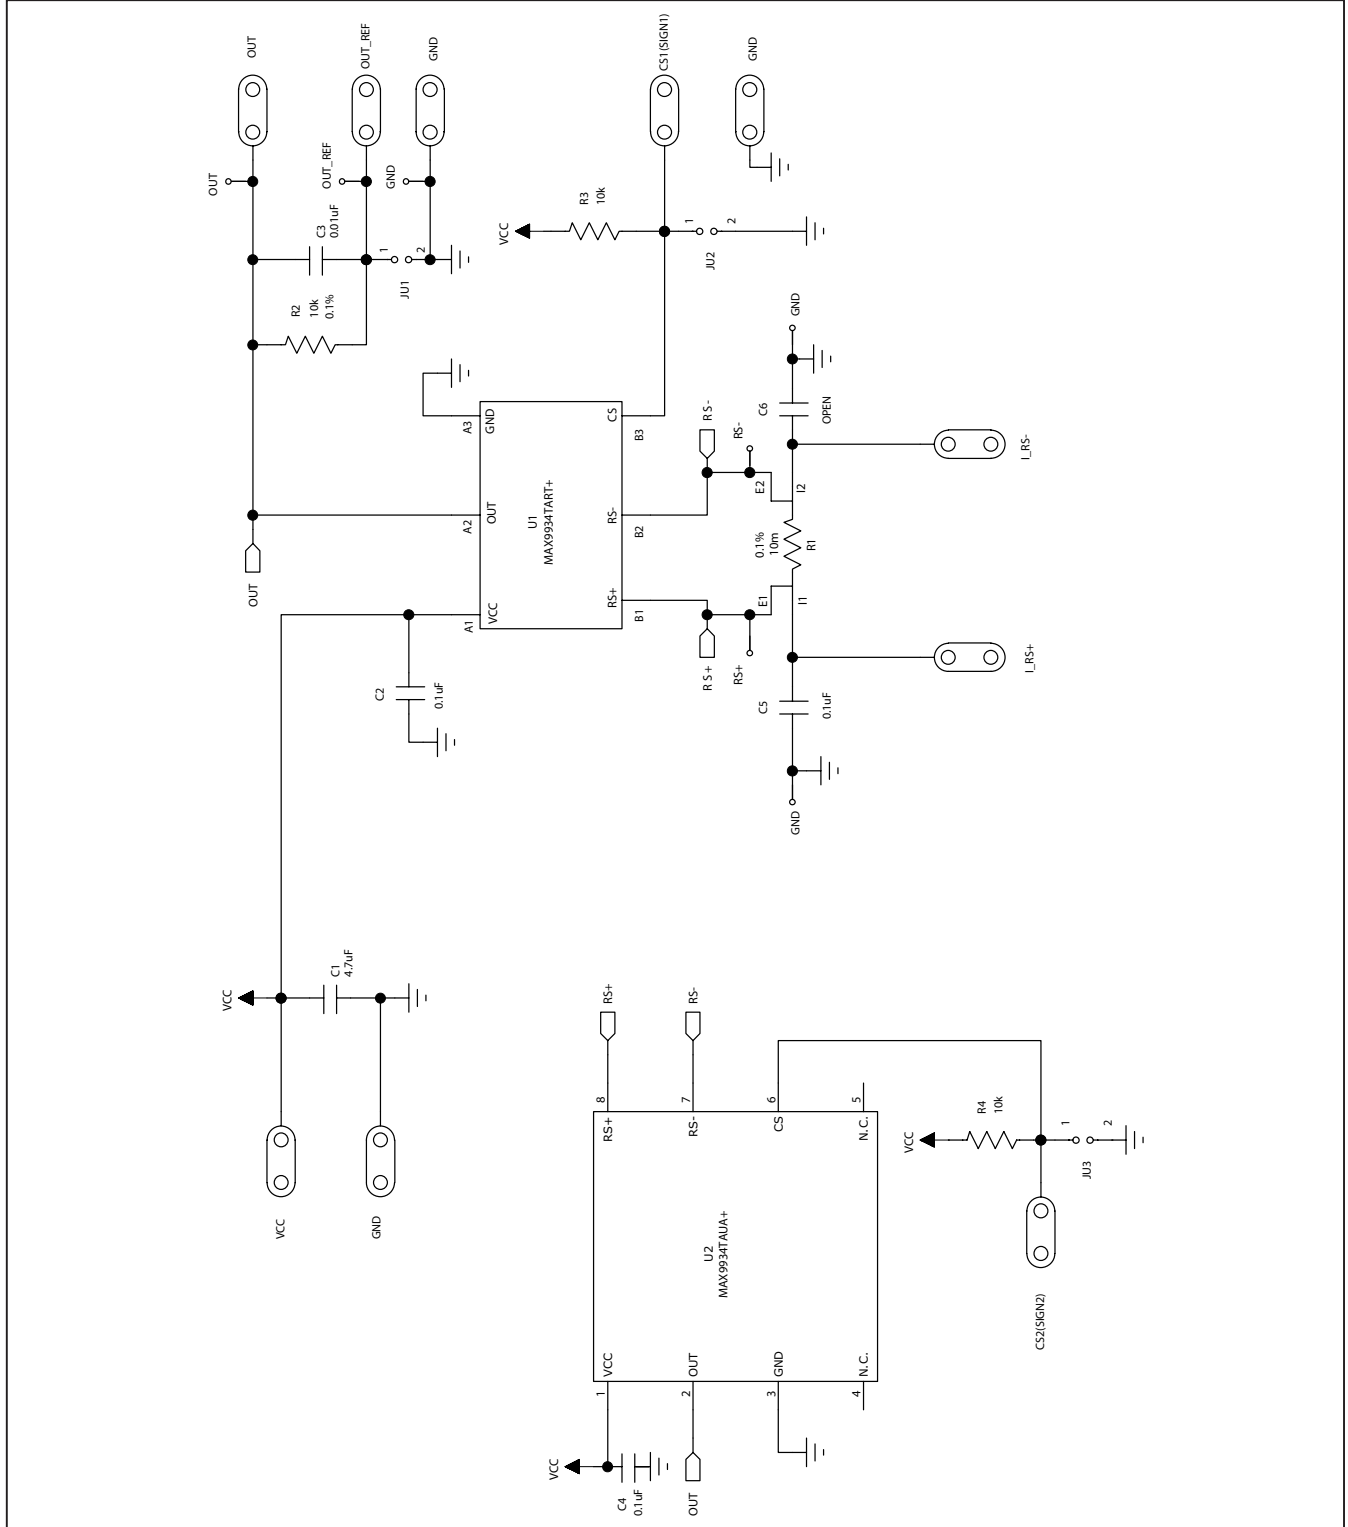 OUT
OUT_REF
GND
OUT
OUT_REF
GND
C3
0.01uF
R2
10k
0.1%
1
2
JU1
OUT
CS1(SIGN1)
GND
VCC
R3
10k
1
2
JU2
A3
GND
A2
OUT
A1
VCC
U1
MAX9934TART+
CS
B3
RS-
B2
RS+
B1
R S -
RS-
R S +
RS+
E2
I2
E1
I1
0.1%
10m
R1
C6
OPEN
GND
C5
0.1uF
GND
I_RS-
I_RS+
C2
0.1uF
VCC
C1
4.7uF
VCC
GND
RS+
RS-
8
RS+
7
RS-
6
CS
5
N.C.
U2
MAX9934TAUA+
1
VCC
2
OUT
3
GND
4
N.C.
VCC
C4
0.1uF
OUT
VCC
R4
10k
1
2
JU3
CS2(SIGN2)